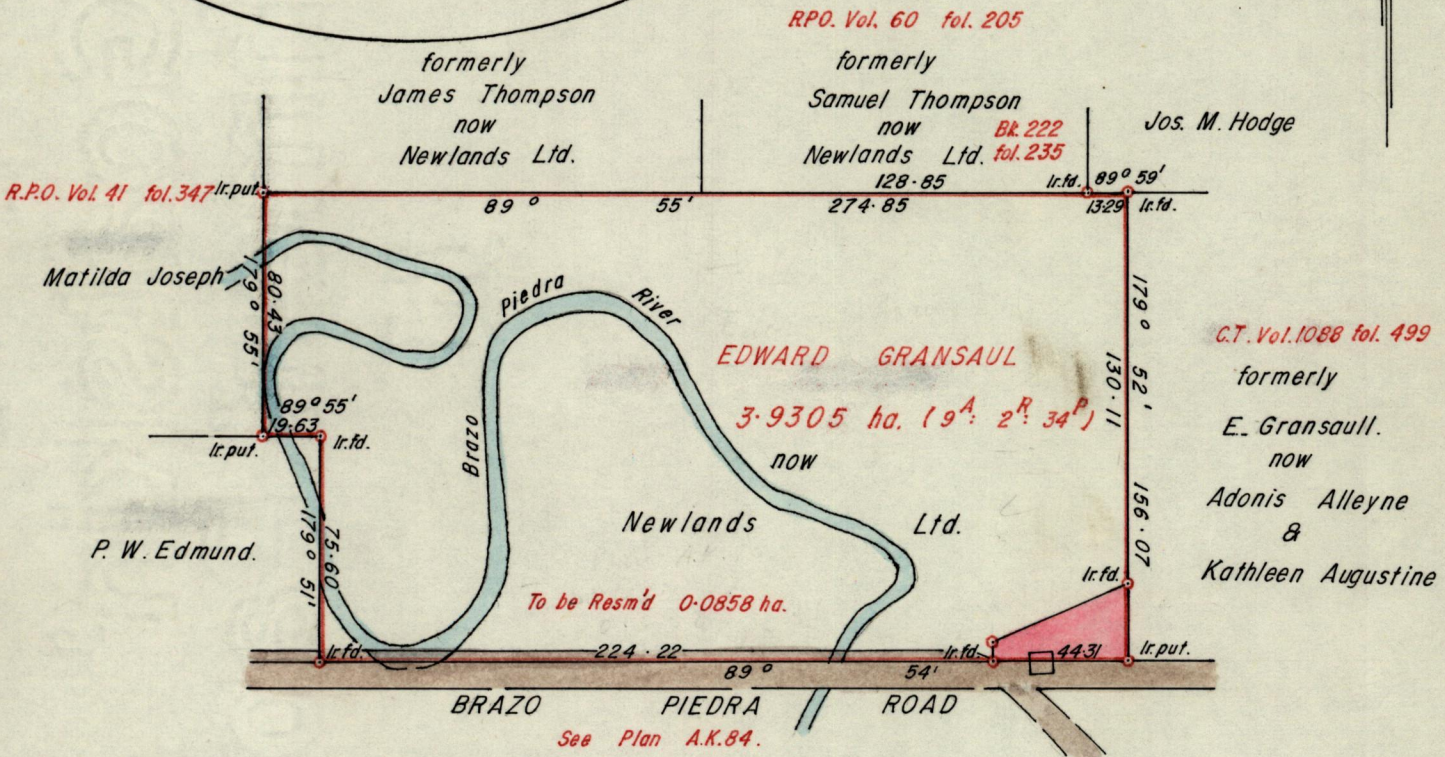 RPO. Vol. 60 fol. 205
formerly
James Thompson
now
Newlands Ltd.
formerly
Samuel Thompson
now
Newlands Ltd.
Bk. 222
fol. 235
Jos. M. Hodge
R.P.O. Vol. 41 fol. 347
Ir. put.
128·85
Ir. fd.
89° 59'
89° 55'
274·85
13·29
Ir. fd.
Matilda Joseph
80·43
179° 55'
Piedra River
Brazo
EDWARD GRANSAUL
3·9305 ha. (9A: 2R: 34P)
now
Newlands Ltd.
179° 52'
130·11
156·07
C.T. Vol. 1088 fol. 499
formerly
E. Gransaull.
now
Adonis Alleyne
&
Kathleen Augustine
89° 55'
19·63
Ir. put.
Ir. fd.
P. W. Edmund.
75·60
179° 51'
To be Resm'd 0·0858 ha.
Ir. fd.
Ir. fd.
224·22
Ir. fd.
44·31
Ir. put.
89° 54'
BRAZO PIEDRA ROAD
See Plan A.K.84.